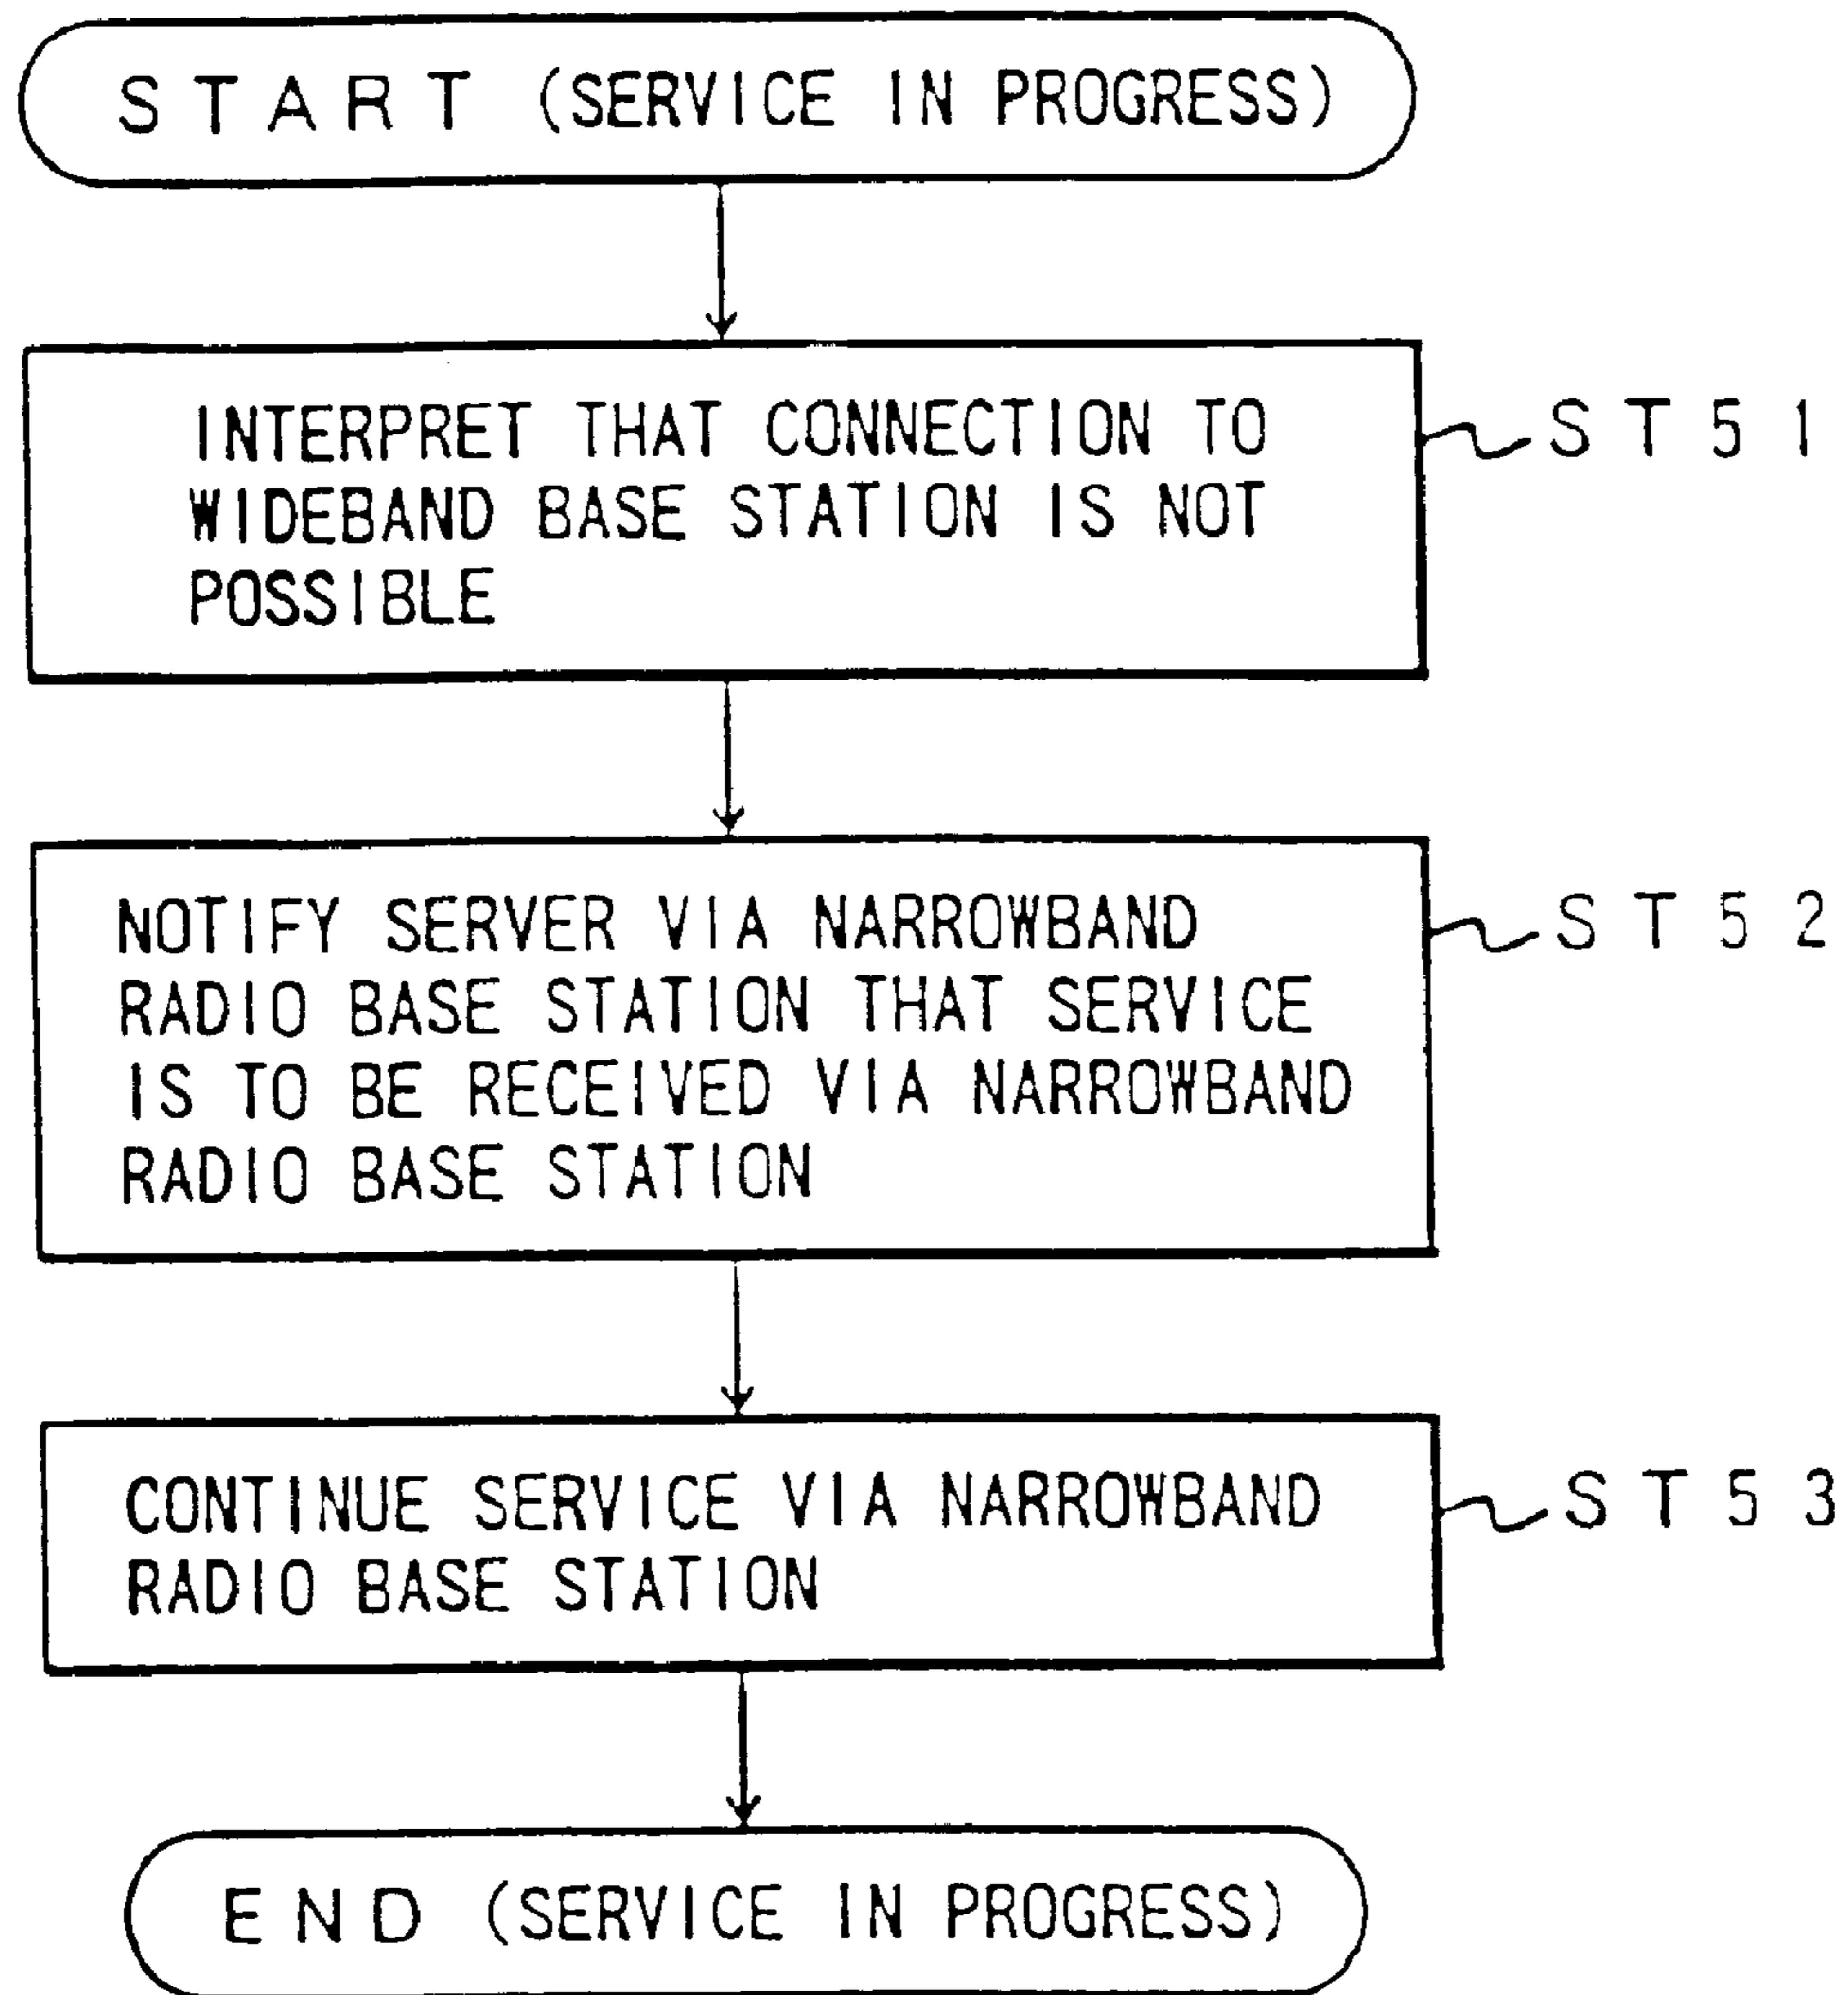 START (SERVICE IN PROGRESS)
INTERPRET THAT CONNECTION TO
WIDEBAND BASE STATION IS NOT
POSSIBLE
ST51
NOTIFY SERVER VIA NARROWBAND
RADIO BASE STATION THAT SERVICE
IS TO BE RECEIVED VIA NARROWBAND
RADIO BASE STATION
ST52
CONTINUE SERVICE VIA NARROWBAND
RADIO BASE STATION
ST53
END (SERVICE IN PROGRESS)